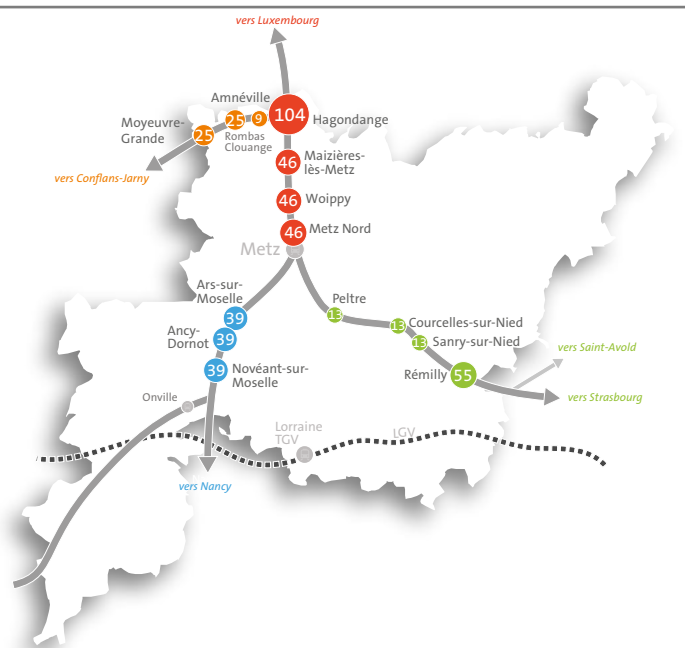 vers Luxembourg
Amnéville
Moyeuvre-
Grande
25
25
9
104
Hagondange
Rombas
Clouange
vers Conflans-Jarny
46
Maizières-
lès-Metz
46
Woippy
46
Metz Nord
Metz
Ars-sur-
Moselle
39
Ancy-
Dornot
39
39
Novéant-sur-
Moselle
Peltre
13
13
Courcelles-sur-Nied
13
Sanry-sur-Nied
Rémilly
55
vers Saint-Avold
vers Strasbourg
Onville
Lorraine
TGV
LGV
vers Nancy